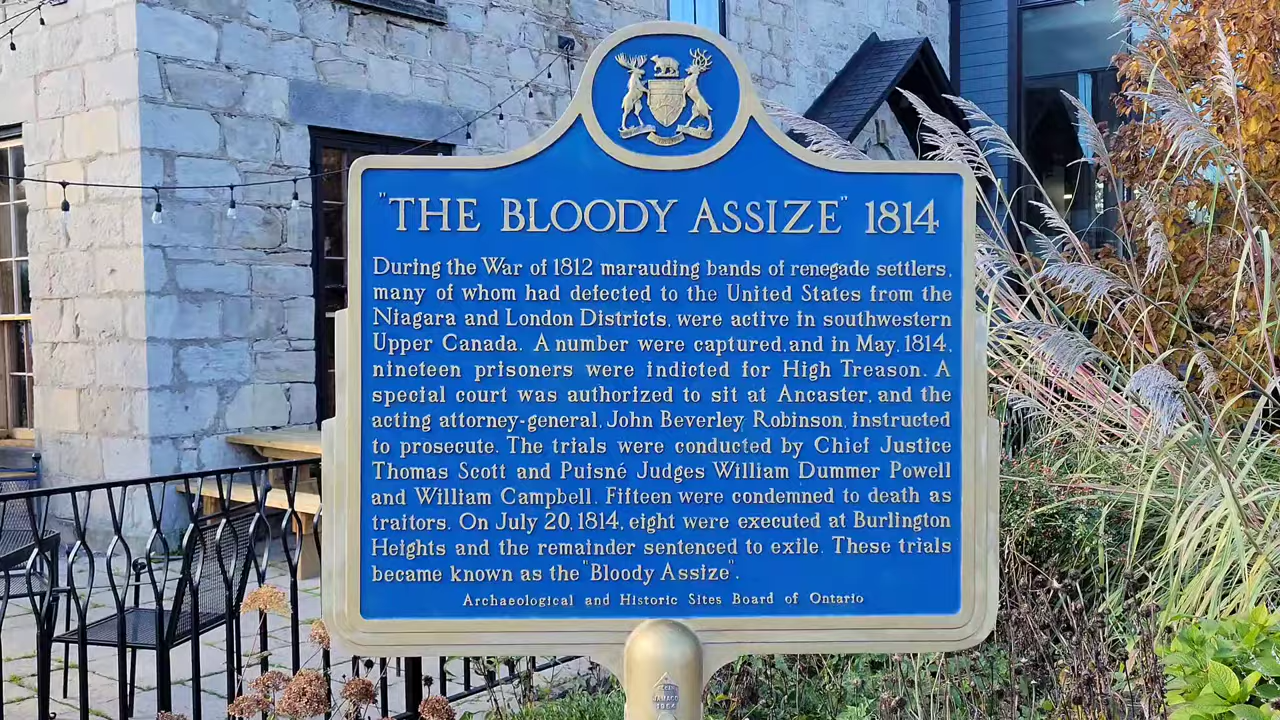 "THE BLOODY ASSIZE" 1814
During the War of 1812 marauding bands of renegade settlers,
many of whom had defected to the United States from the
Niagara and London Districts, were active in southwestern
Upper Canada. A number were captured, and in May, 1814,
nineteen prisoners were indicted for High Treason. A
special court was authorized to sit at Ancaster, and the
acting attorney-general, John Beverley Robinson, instructed
to prosecute. The trials were conducted by Chief Justice
Thomas Scott and Puisné Judges William Dummer Powell
and William Campbell. Fifteen were condemned to death as
traitors. On July 20, 1814, eight were executed at Burlington
Heights and the remainder sentenced to exile. These trials
became known as the "Bloody Assize".
Archaeological and Historic Sites Board of Ontario